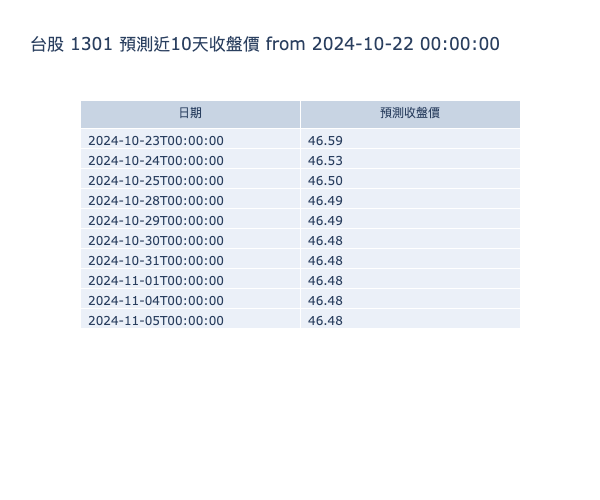 台股 1301 預測近10天收盤價 from 2024-10-22 00:00:00
日期 預測收盤價
2024-10-23T00:00:00 46.59
2024-10-24T00:00:00 46.53
2024-10-25T00:00:00 46.50
2024-10-28T00:00:00 46.49
2024-10-29T00:00:00 46.49
2024-10-30T00:00:00 46.48
2024-10-31T00:00:00 46.48
2024-11-01T00:00:00 46.48
2024-11-04T00:00:00 46.48
2024-11-05T00:00:00 46.48